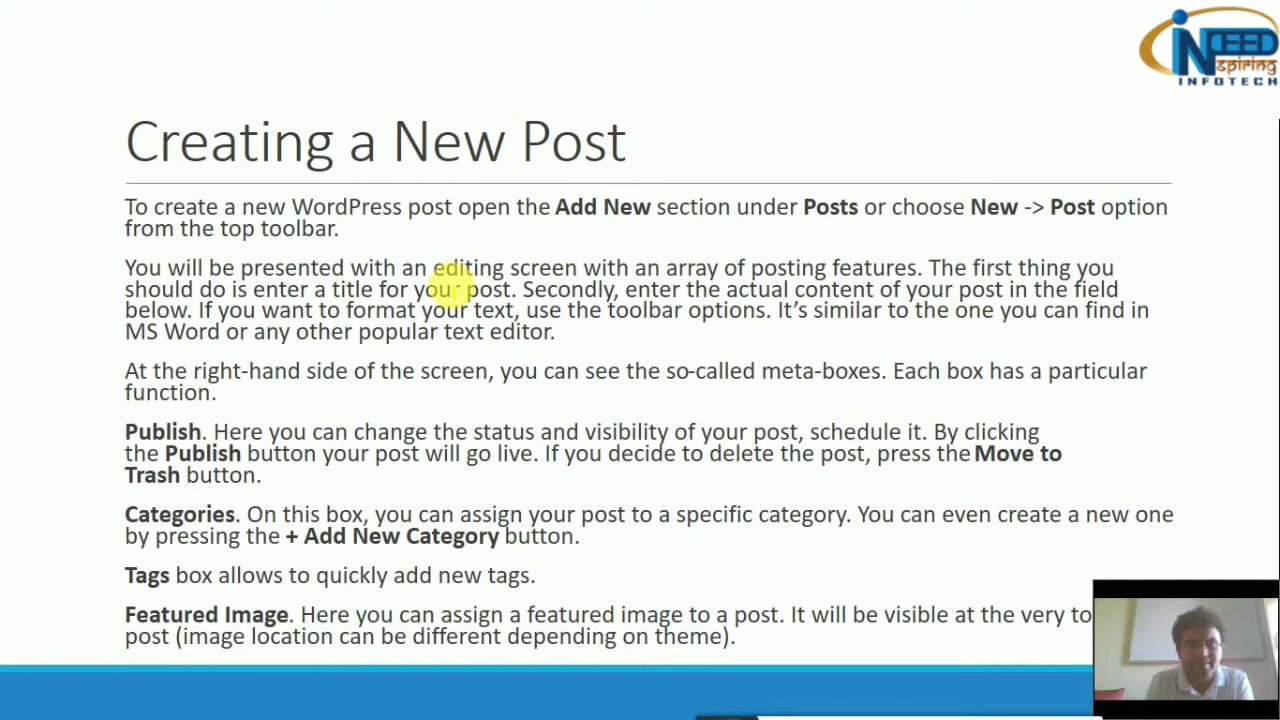 INDEED
nspiring
INFOTECH
Creating a New Post
To create a new WordPress post open the Add New section under Posts or choose New -> Post option
from the top toolbar.
You will be presented with an editing screen with an array of posting features. The first thing you
should do is enter a title for your post. Secondly, enter the actual content of your post in the field
below. If you want to format your text, use the toolbar options. It’s similar to the one you can find in
MS Word or any other popular text editor.
At the right-hand side of the screen, you can see the so-called meta-boxes. Each box has a particular
function.
Publish. Here you can change the status and visibility of your post, schedule it. By clicking
the Publish button your post will go live. If you decide to delete the post, press the Move to
Trash button.
Categories. On this box, you can assign your post to a specific category. You can even create a new one
by pressing the + Add New Category button.
Tags box allows to quickly add new tags.
Featured Image. Here you can assign a featured image to a post. It will be visible at the very to
post (image location can be different depending on theme).